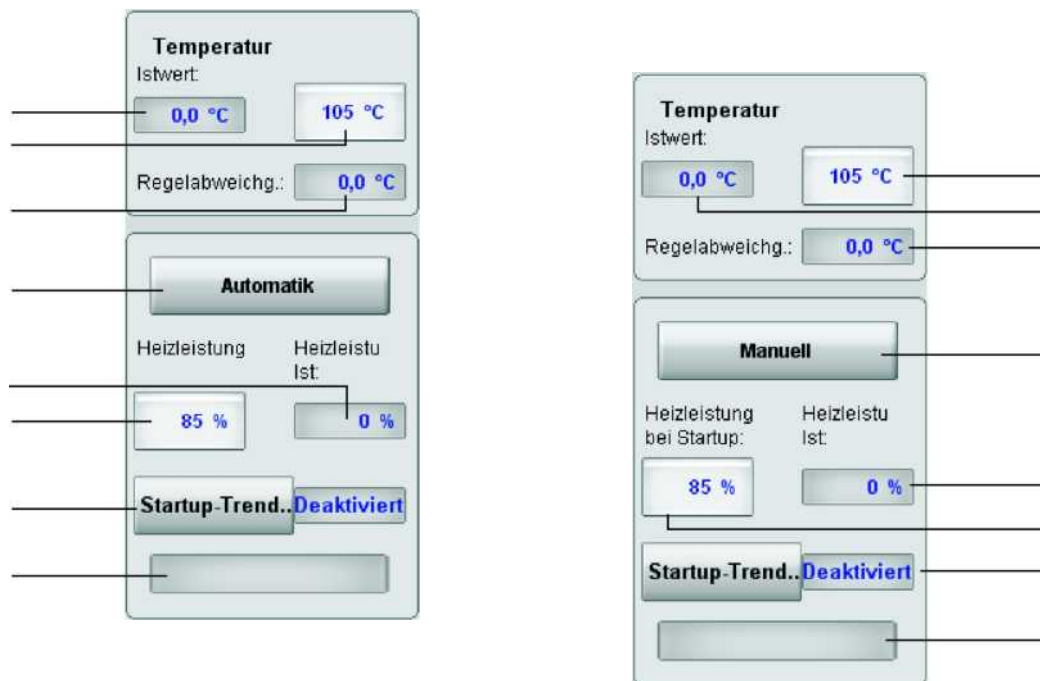 Temperatur
Istwert:
0,0 °C
105 °C
Regelabweichg.:
0,0 °C
Automatik
Heizleistung
Heizleistu
Ist:
85 %
0 %
Startup-Trend..
Deaktiviert
Temperatur
Istwert:
0,0 °C
105 °C
Regelabweichg.:
0,0 °C
Manuell
Heizleistung
bei Startup:
Heizleistu
Ist:
85 %
0 %
Startup-Trend..
Deaktiviert